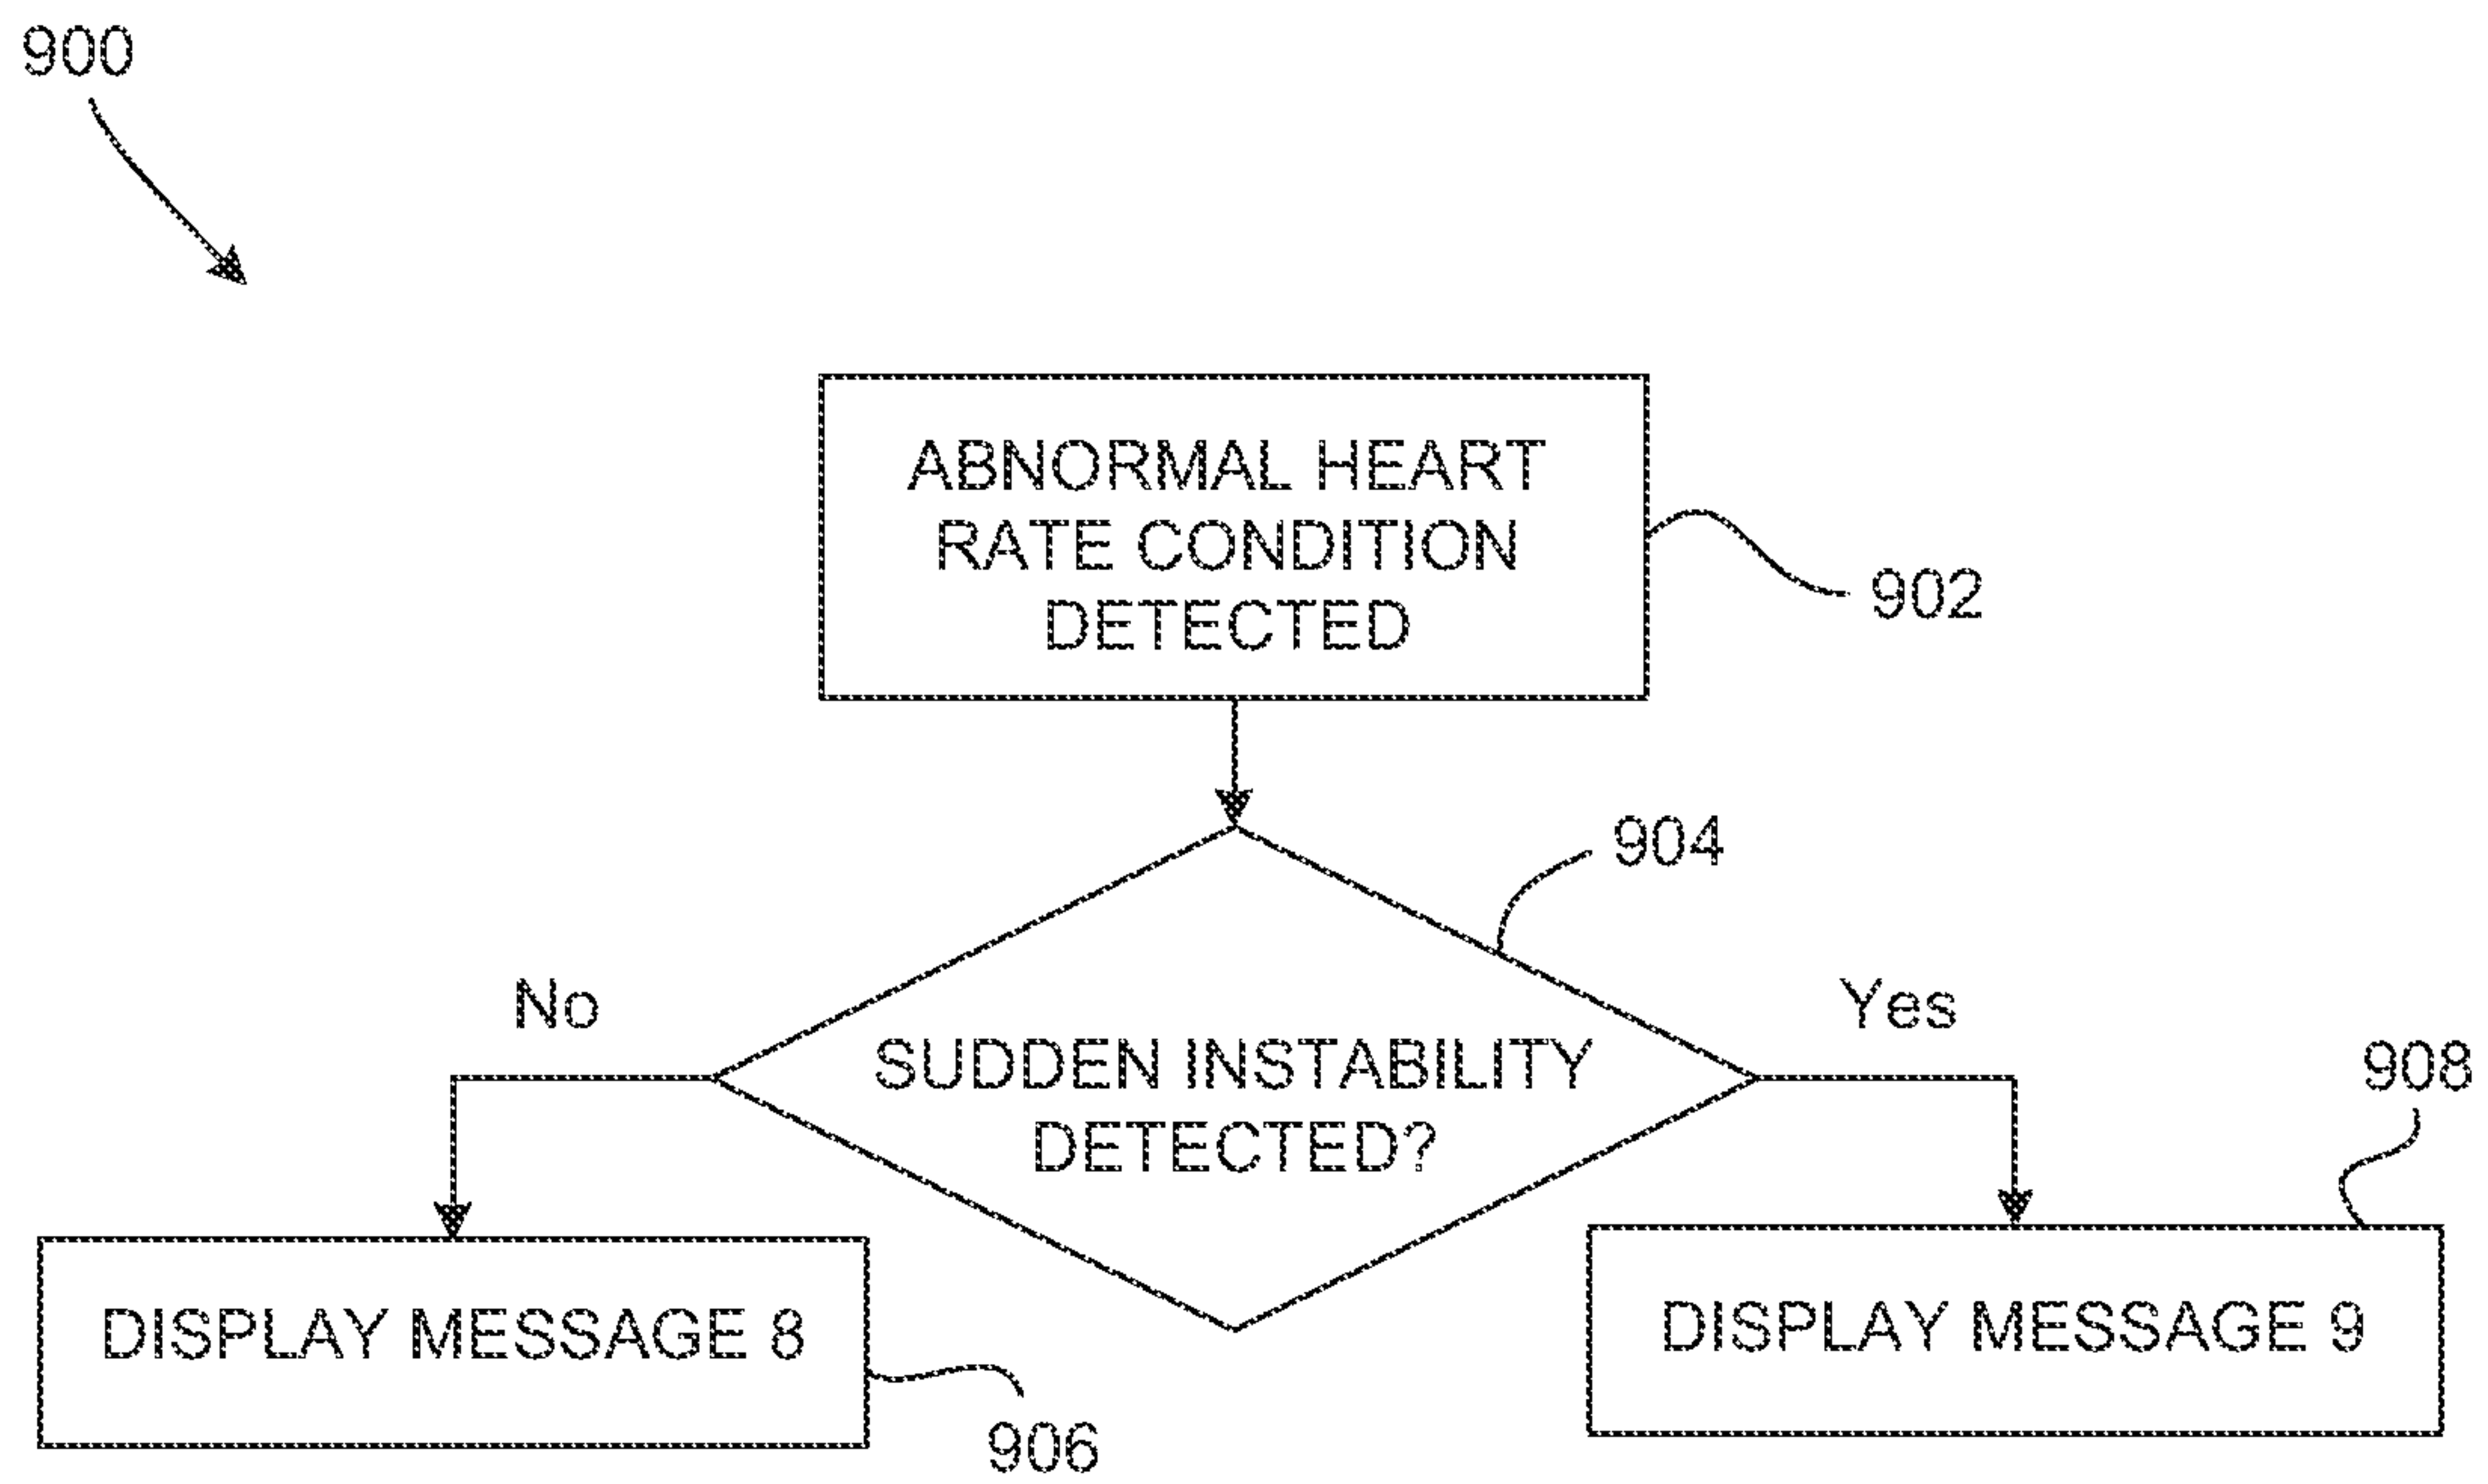 900
ABNORMAL HEART
RATE CONDITION
DETECTED
902
904
No
Yes
SUDDEN INSTABILITY
DETECTED?
908
DISPLAY MESSAGE 8
DISPLAY MESSAGE 9
906